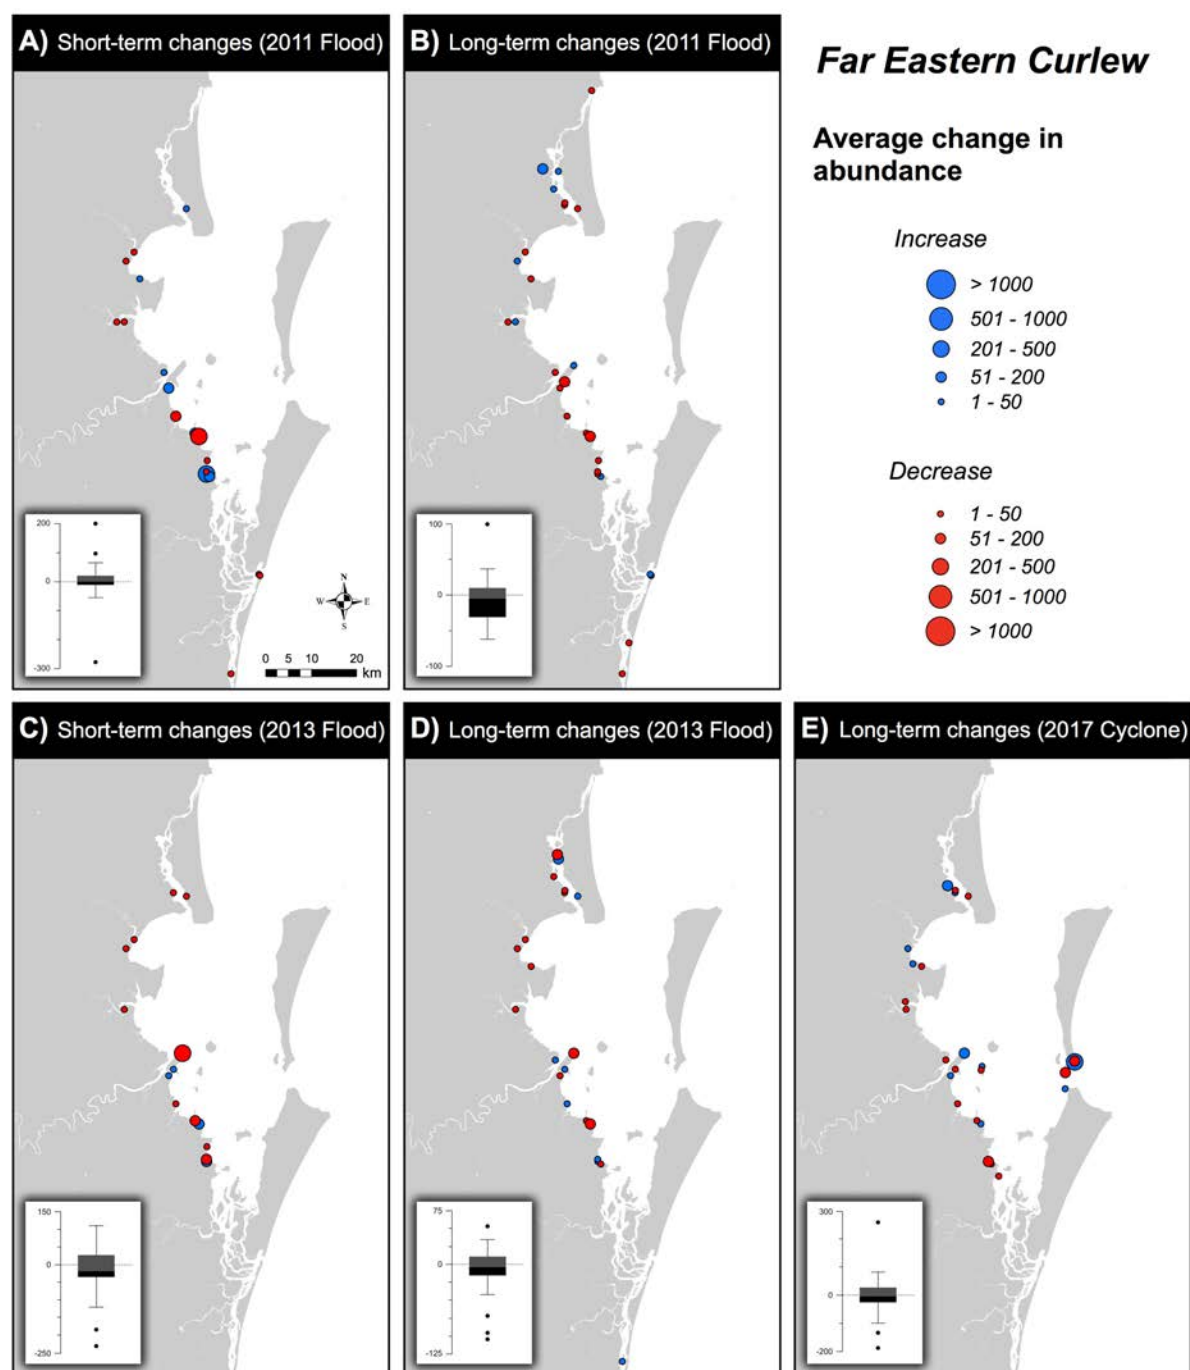 A) Short-term changes (2011 Flood)
B) Long-term changes (2011 Flood)
Far Eastern Curlew
Average change in
abundance
Increase
> 1000
501 - 1000
201 - 500
51 - 200
1 - 50
Decrease
1 - 50
51 - 200
201 - 500
501 - 1000
> 1000
200
0
-300
N
W E
S
0 5 10 20
km
100
0
-100
C) Short-term changes (2013 Flood)
D) Long-term changes (2013 Flood)
E) Long-term changes (2017 Cyclone)
150
0
-250
75
0
-125
300
0
-200